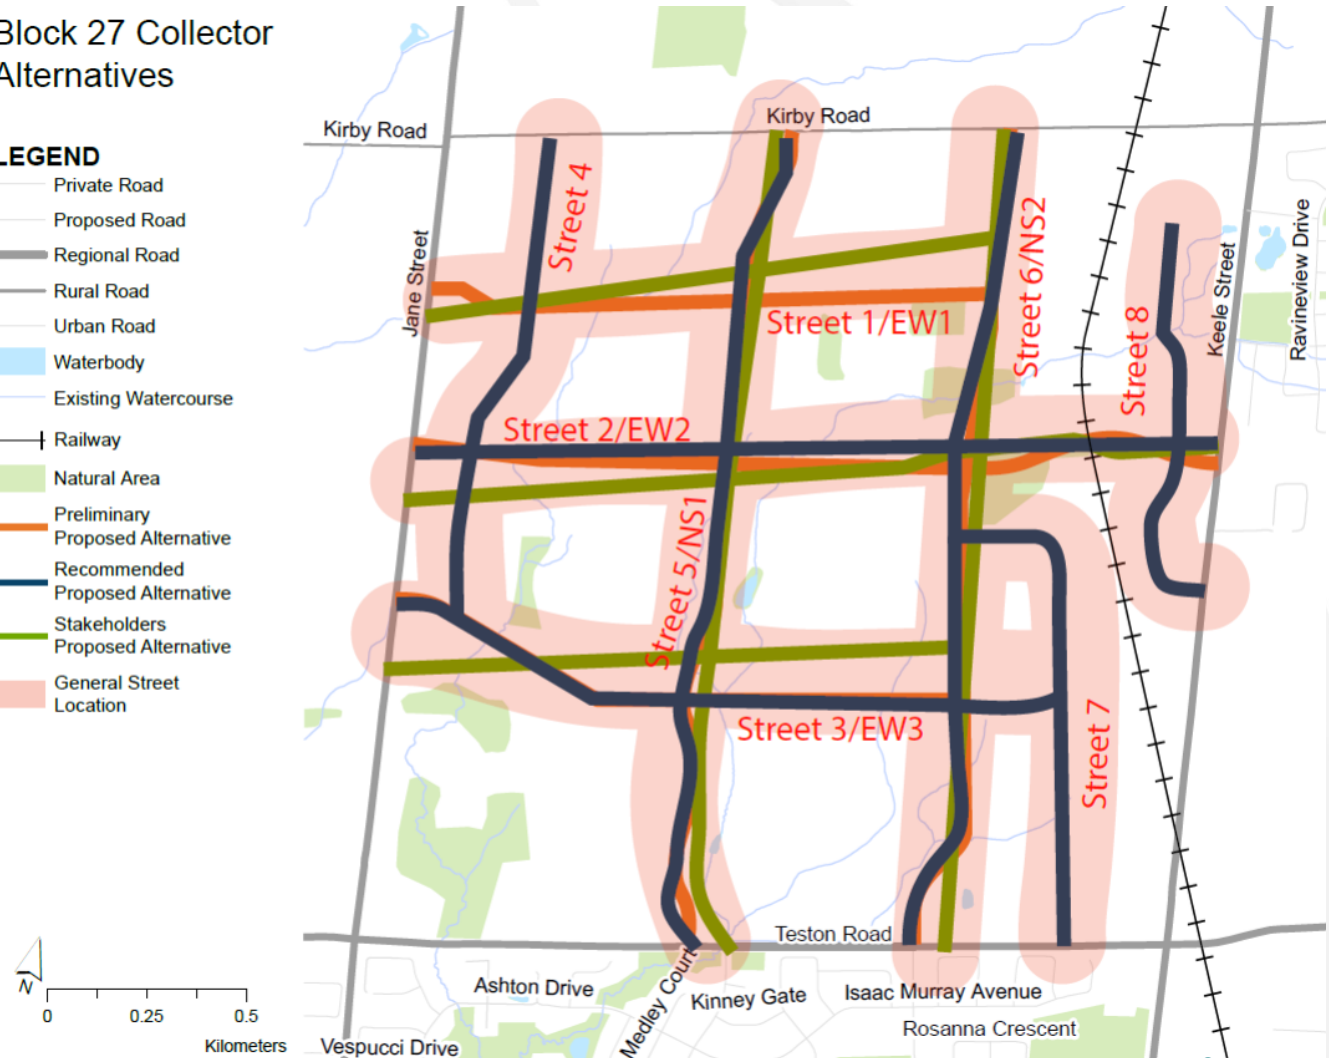 Block 27 Collector
Alternatives
LEGEND
Private Road
Proposed Road
Regional Road
Rural Road
Urban Road
Waterbody
Existing Watercourse
Railway
Natural Area
Preliminary
Proposed Alternative
Recommended
Proposed Alternative
Stakeholders
Proposed Alternative
General Street
Location
N
0 0.25 0.5
Kilometers
Kirby Road
Kirby Road
Jane Street
Street 4
Street 1/EW1
Street 6/NS2
Street 8
Keele Street
Ravineview Drive
Street 2/EW2
Street 5/NS1
Street 3/EW3
Street 7
Teston Road
Ashton Drive
Medley Court
Kinney Gate
Isaac Murray Avenue
Rosanna Crescent
Vespucci Drive